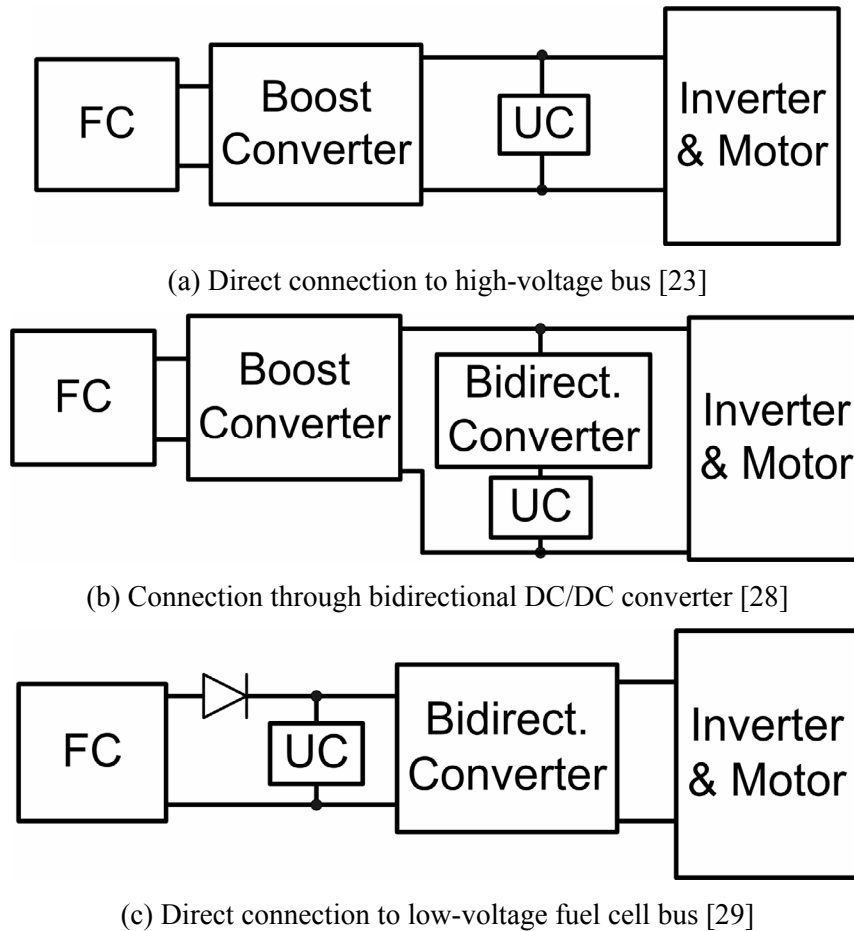 FC
Boost
Converter
UC
Inverter
& Motor
(a) Direct connection to high-voltage bus [23]
FC
Boost
Converter
Bidirect.
Converter
UC
Inverter
& Motor
(b) Connection through bidirectional DC/DC converter [28]
FC
UC
Bidirect.
Converter
Inverter
& Motor
(c) Direct connection to low-voltage fuel cell bus [29]